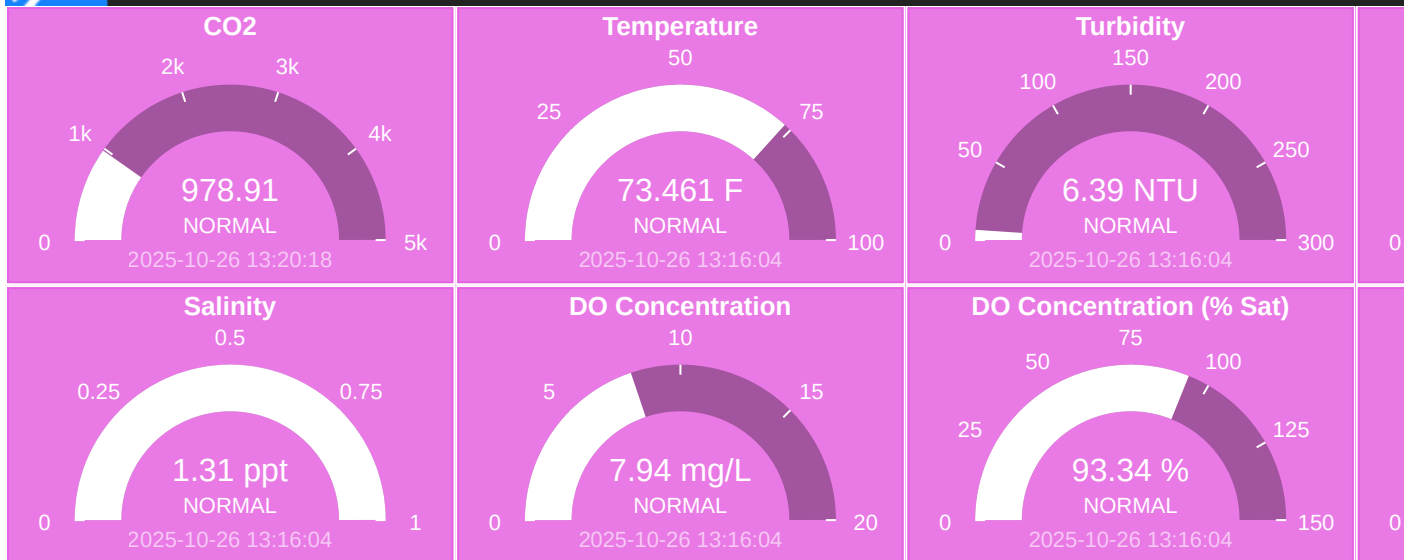 CO2
2k
3k
1k
4k
978.91
NORMAL
0
5k
2025-10-26 13:20:18
Temperature
50
25
75
73.461 F
NORMAL
0
100
2025-10-26 13:16:04
Turbidity
150
100
200
50
250
6.39 NTU
NORMAL
0
300
2025-10-26 13:16:04
0
Salinity
0.5
0.25
0.75
1.31 ppt
NORMAL
0
1
2025-10-26 13:16:04
DO Concentration
10
5
15
7.94 mg/L
NORMAL
0
20
2025-10-26 13:16:04
DO Concentration (% Sat)
75
50
100
25
125
93.34 %
NORMAL
0
150
2025-10-26 13:16:04
0